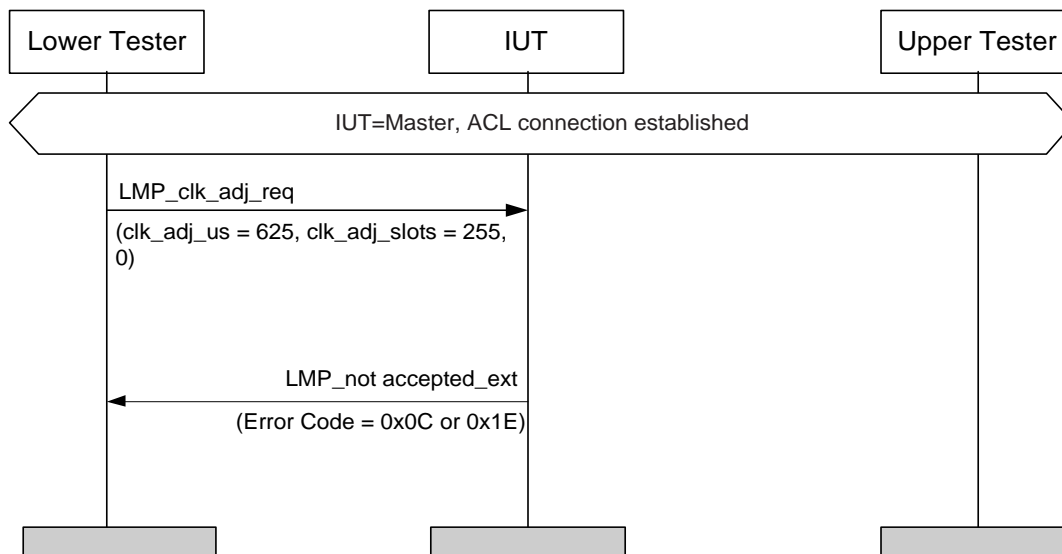 Lower Tester
IUT
Upper Tester
IUT=Master, ACL connection established
LMP_clk_adj_req
(clk_adj_us = 625, clk_adj_slots = 255,
0)
LMP_not accepted_ext
(Error Code = 0x0C or 0x1E)